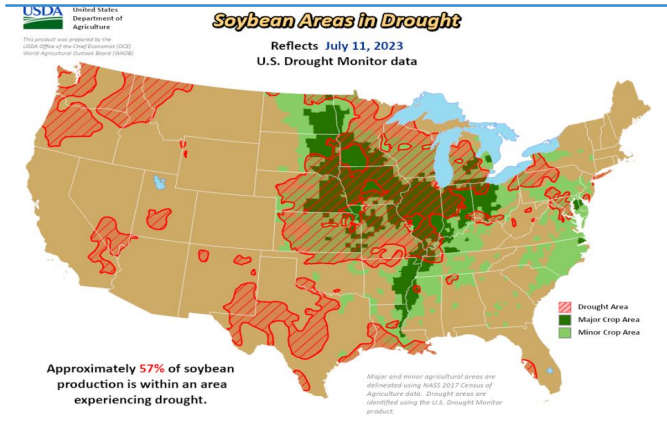 USDA
United States
Department of
Agriculture
This product was prepared by the
USDA Office of the Chief Economist (OCE)
World Agricultural Outlook Board (WAOB)
Soybean Areas in Drought
Reflects July 11, 2023
U.S. Drought Monitor data
Drought Area
Major Crop Area
Minor Crop Area
Approximately 57% of soybean
production is within an area
experiencing drought.
Major and minor agricultural areas are
delineated using NASS 2017 Census of
Agriculture data. Drought areas are
identified using the U.S. Drought Monitor
product.